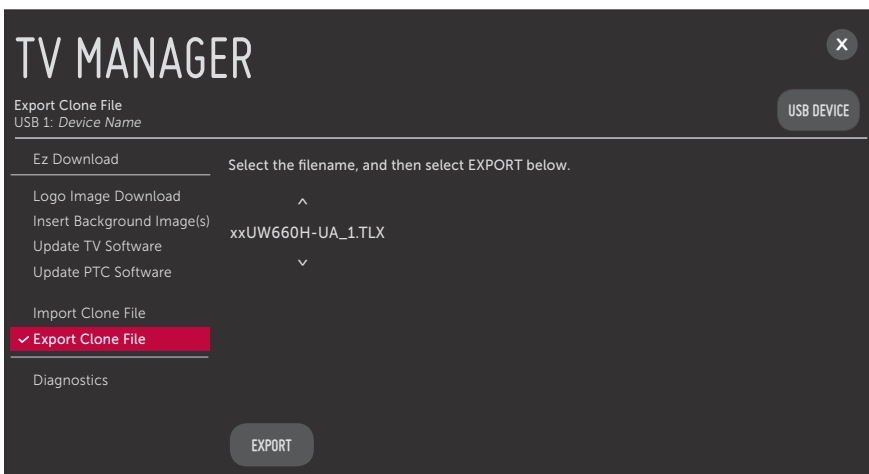 TV MANAGER
X
Export Clone File
USB 1: Device Name
USB DEVICE
Ez Download
Logo Image Download
Insert Background Image(s)
Update TV Software
Update PTC Software
Import Clone File
Export Clone File
Diagnostics
Select the filename, and then select EXPORT below.
xxUW660H-UA_1.TLX
EXPORT